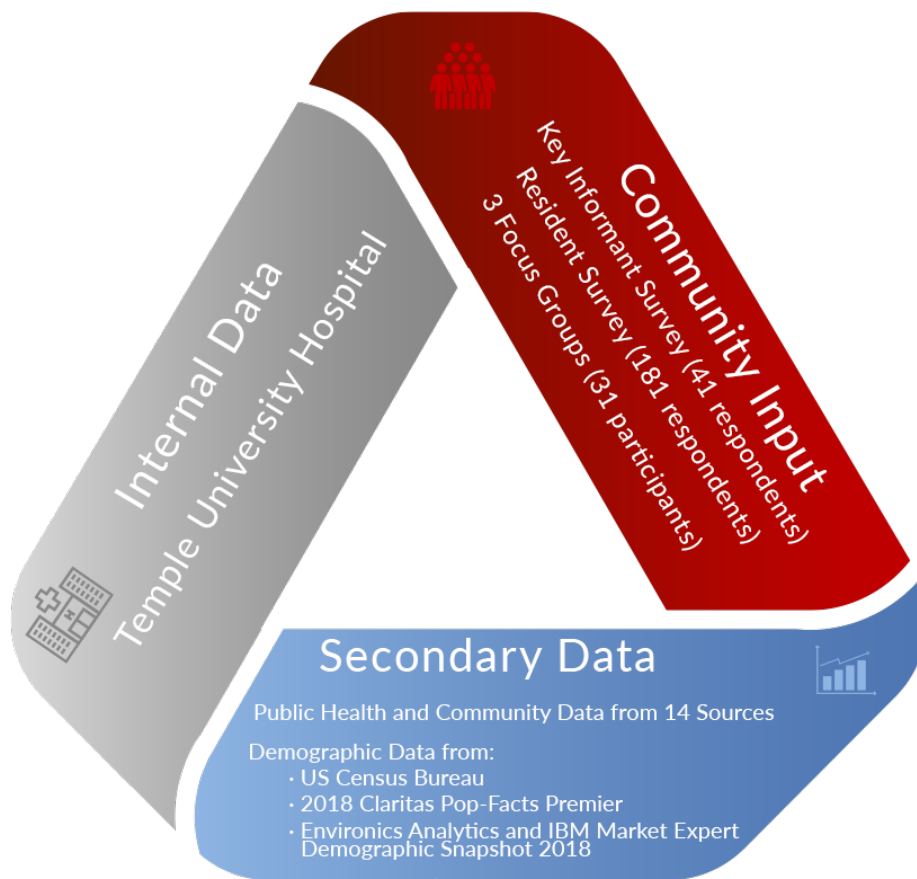 Community Input
Key Informant Survey (41 respondents)
Resident Survey (181 respondents)
3 Focus Groups (31 participants)
Internal Data
Temple University Hospital
Secondary Data
Public Health and Community Data from 14 Sources
Demographic Data from:
· US Census Bureau
· 2018 Claritas Pop-Facts Premier
· Environics Analytics and IBM Market Expert
Demographic Snapshot 2018